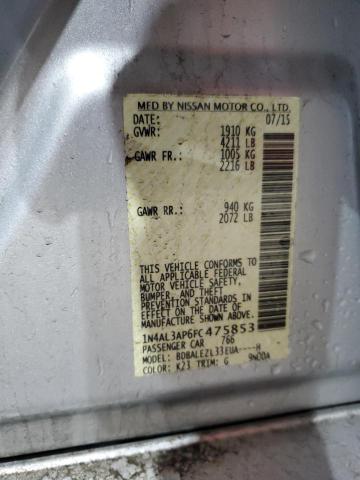 MFD BY NISSAN MOTOR CO., LTD.
DATE: 07/15
GVWR: 1910 KG
4211 LB
GAWR FR: 1005 KG
2216 LB
GAWR RR: 940 KG
2072 LB
THIS VEHICLE CONFORMS TO
ALL APPLICABLE FEDERAL
MOTOR VEHICLE SAFETY,
BUMPER, AND THEFT
PREVENTION STANDARDS
IN EFFECT ON THE DATE OF
MANUFACTURE SHOWN ABOVE.
1N4AL3AP6FC475853
PASSENGER CAR 766
MODEL: BDBALEZL33EUA----H
COLOR: K23 TRIM: G 9N00A